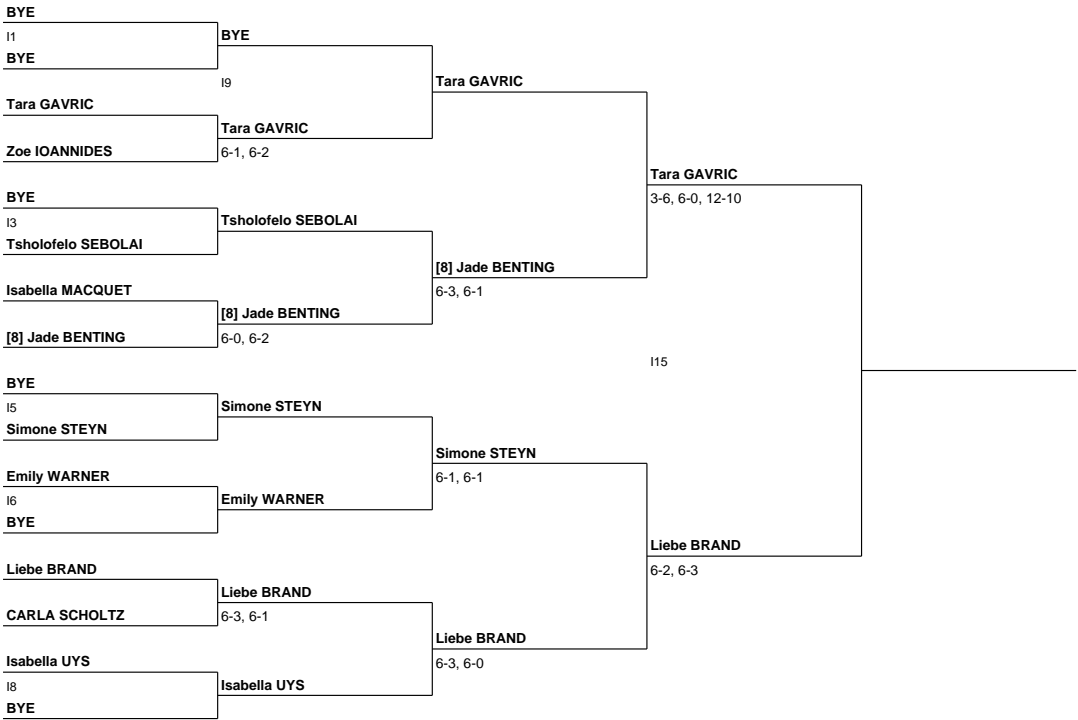 BYE
I1
BYE
Tara GAVRIC
Zoe IOANNIDES
BYE
I3
Tsholofelo SEBOLAI
Isabella MACQUET
[8] Jade BENTING
BYE
I5
Simone STEYN
Emily WARNER
I6
BYE
Liebe BRAND
CARLA SCHOLTZ
Isabella UYS
I8
BYE
BYE
I9
Tara GAVRIC
6-1, 6-2
Tsholofelo SEBOLAI
[8] Jade BENTING
6-0, 6-2
Simone STEYN
Emily WARNER
Liebe BRAND
6-3, 6-1
Isabella UYS
Tara GAVRIC
[8] Jade BENTING
6-3, 6-1
Simone STEYN
6-1, 6-1
Liebe BRAND
6-3, 6-0
Tara GAVRIC
3-6, 6-0, 12-10
I15
Liebe BRAND
6-2, 6-3